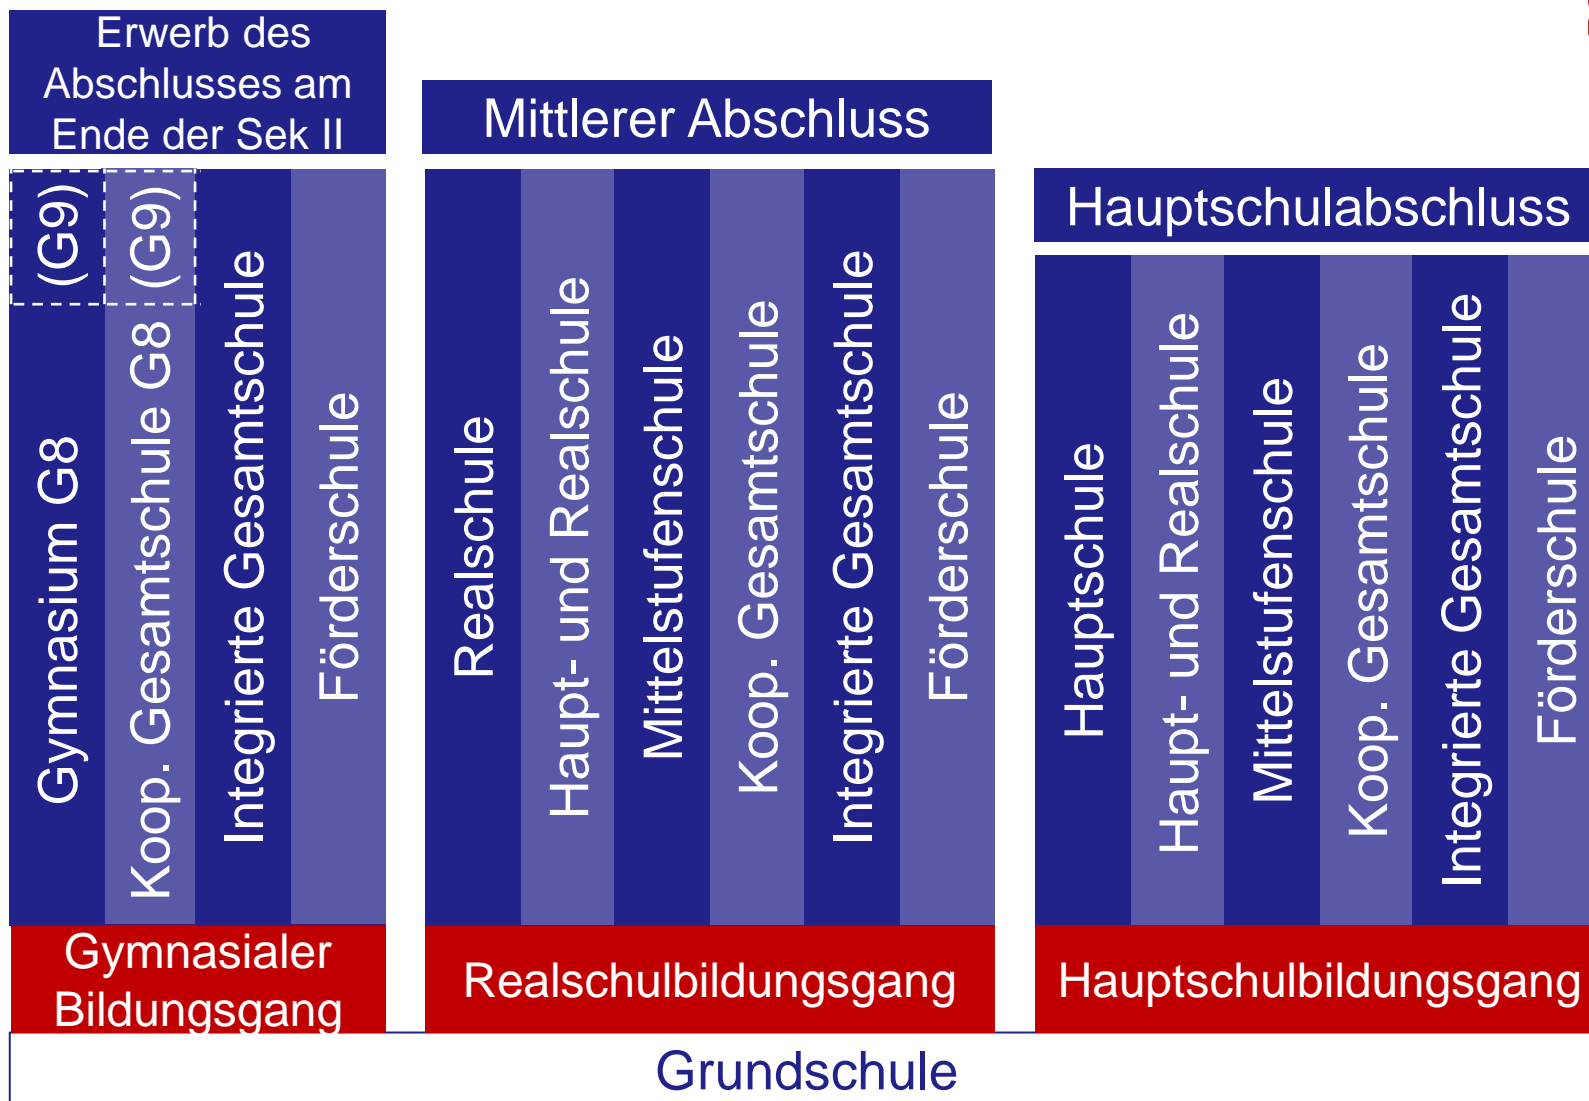 Erwerb des
Abschlusses am
Ende der Sek II
Mittlerer Abschluss
Hauptschulabschluss
Gymnasium G8 (G9)
Koop. Gesamtschule G8 (G9)
Integrierte Gesamtschule
Förderschule
Realschule
Haupt- und Realschule
Mittelstufenschule
Koop. Gesamtschule
Integrierte Gesamtschule
Förderschule
Hauptschule
Haupt- und Realschule
Mittelstufenschule
Koop. Gesamtschule
Integrierte Gesamtschule
Förderschule
Gymnasialer
Bildungsgang
Realschulbildungsgang
Hauptschulbildungsgang
Grundschule